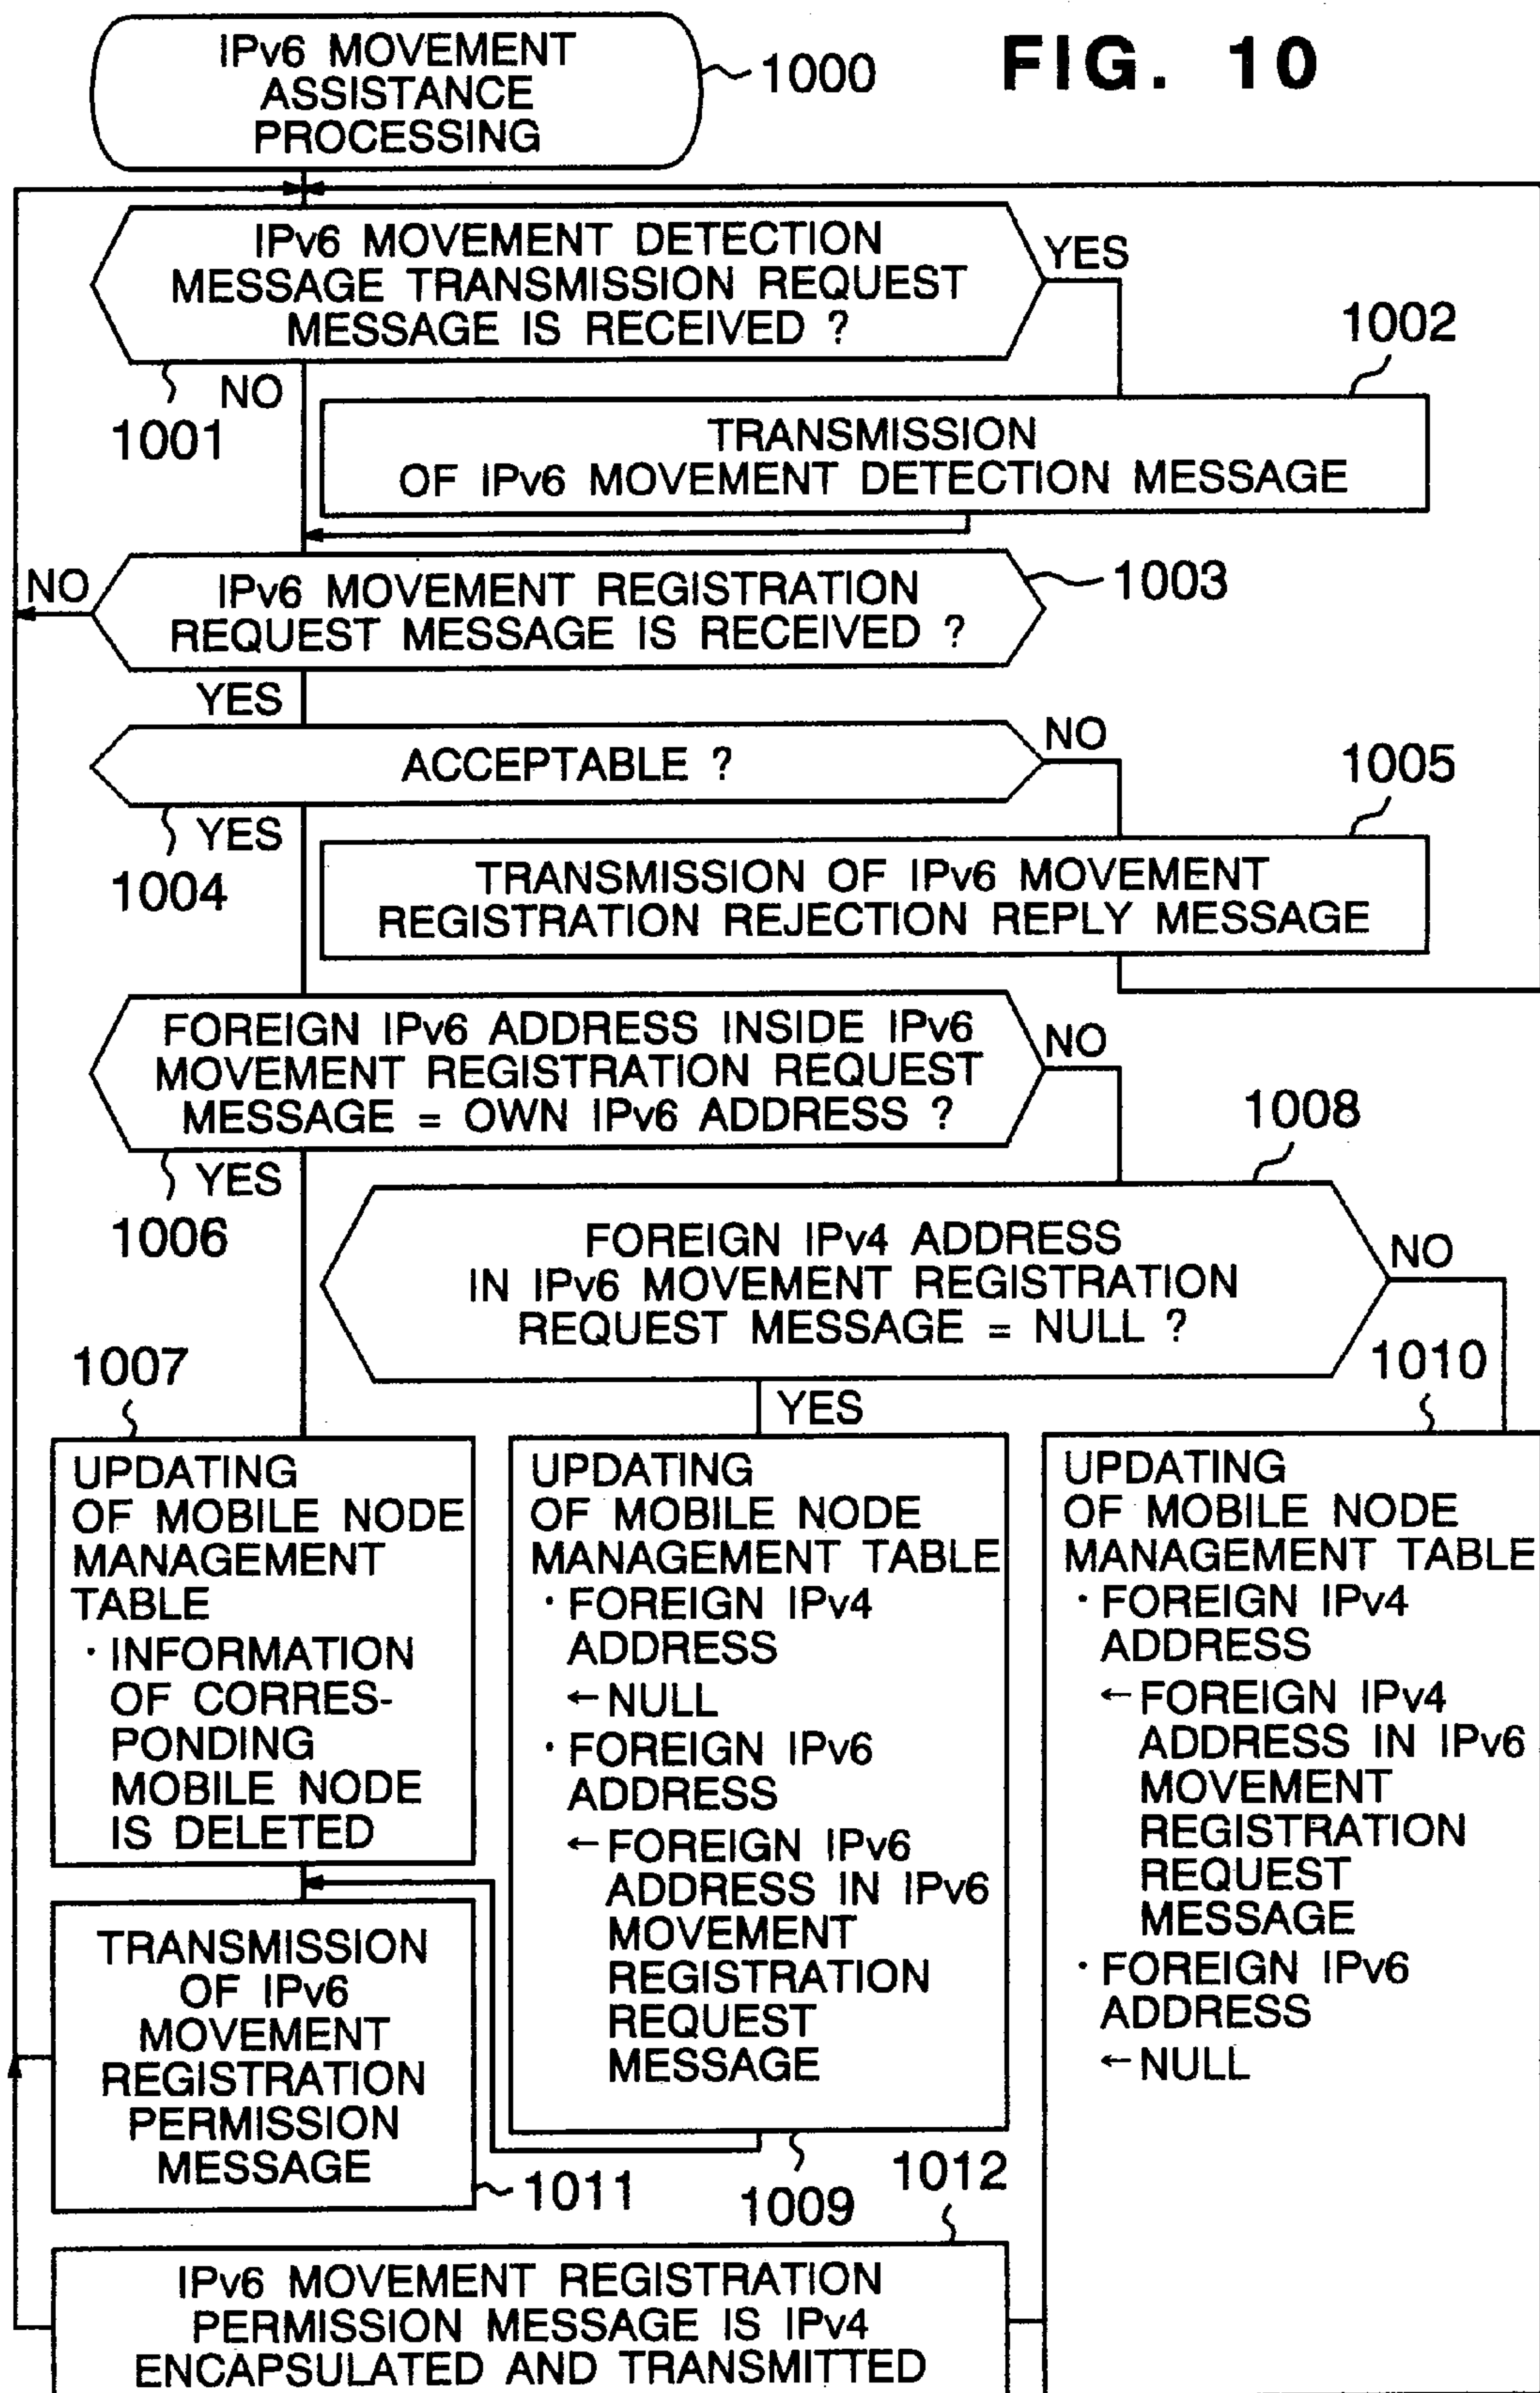 FIG. 10
IPv6 MOVEMENT
ASSISTANCE
PROCESSING
1000
IPv6 MOVEMENT DETECTION
MESSAGE TRANSMISSION REQUEST
MESSAGE IS RECEIVED ?
YES
1001
NO
1002
TRANSMISSION
OF IPv6 MOVEMENT DETECTION MESSAGE
NO
IPv6 MOVEMENT REGISTRATION
REQUEST MESSAGE IS RECEIVED ?
1003
YES
ACCEPTABLE ?
NO
1004
YES
1005
TRANSMISSION OF IPv6 MOVEMENT
REGISTRATION REJECTION REPLY MESSAGE
FOREIGN IPv6 ADDRESS INSIDE IPv6
MOVEMENT REGISTRATION REQUEST
MESSAGE = OWN IPv6 ADDRESS ?
NO
1006
YES
1008
FOREIGN IPv4 ADDRESS
IN IPv6 MOVEMENT REGISTRATION
REQUEST MESSAGE = NULL ?
NO
YES
1007
UPDATING
OF MOBILE NODE
MANAGEMENT
TABLE
· INFORMATION
OF CORRES-
PONDING
MOBILE NODE
IS DELETED
UPDATING
OF MOBILE NODE
MANAGEMENT TABLE
· FOREIGN IPv4
ADDRESS
← NULL
· FOREIGN IPv6
ADDRESS
← FOREIGN IPv6
ADDRESS IN IPv6
MOVEMENT
REGISTRATION
REQUEST
MESSAGE
1009
1010
UPDATING
OF MOBILE NODE
MANAGEMENT TABLE
· FOREIGN IPv4
ADDRESS
← FOREIGN IPv4
ADDRESS IN IPv6
MOVEMENT
REGISTRATION
REQUEST
MESSAGE
· FOREIGN IPv6
ADDRESS
← NULL
TRANSMISSION
OF IPv6
MOVEMENT
REGISTRATION
PERMISSION
MESSAGE
1011
1012
IPv6 MOVEMENT REGISTRATION
PERMISSION MESSAGE IS IPv4
ENCAPSULATED AND TRANSMITTED